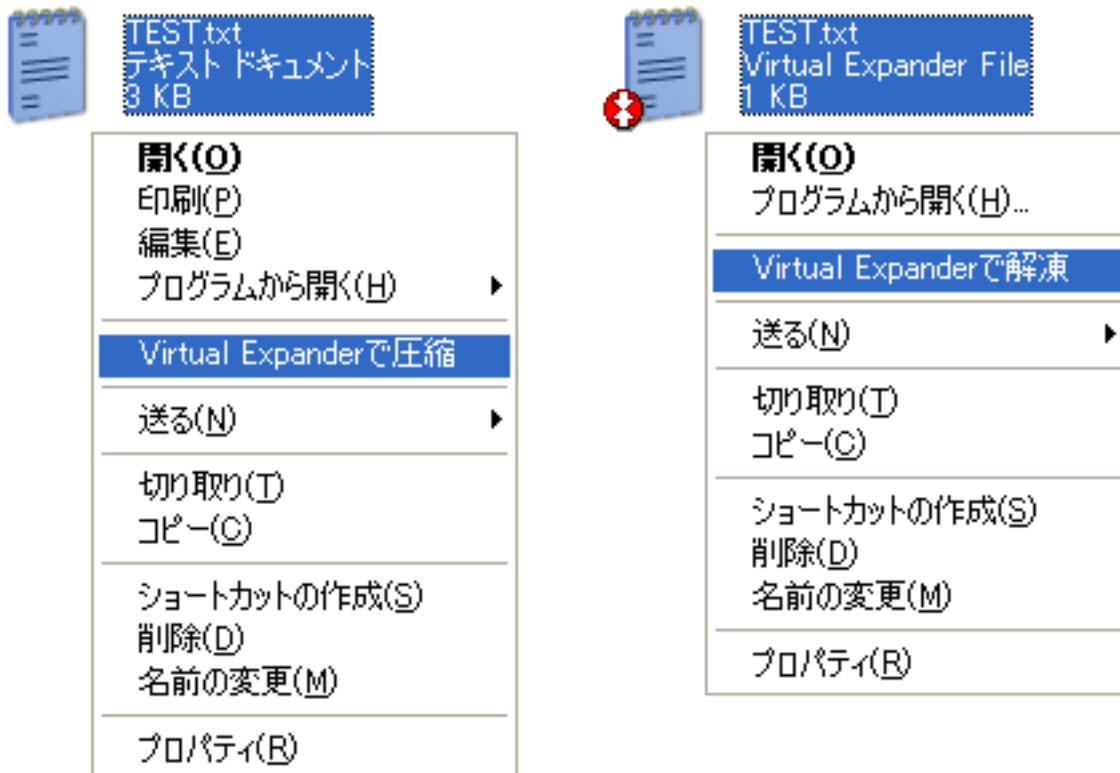 TEST.txt
テキスト ドキュメント
3 KB
開く(O)
印刷(P)
編集(E)
プログラムから開く(H)
Virtual Expanderで圧縮
送る(N)
切り取り(T)
コピー(C)
ショートカットの作成(S)
削除(D)
名前の変更(M)
プロパティ(R)
TEST.txt
Virtual Expander File
1 KB
開く(O)
プログラムから開く(H)...
Virtual Expanderで解凍
送る(N)
切り取り(T)
コピー(C)
ショートカットの作成(S)
削除(D)
名前の変更(M)
プロパティ(R)